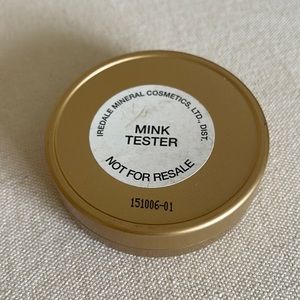 IREDALE MINERAL COSMETICS, LTD., DIST.
MINK
TESTER
NOT FOR RESALE
151006-01